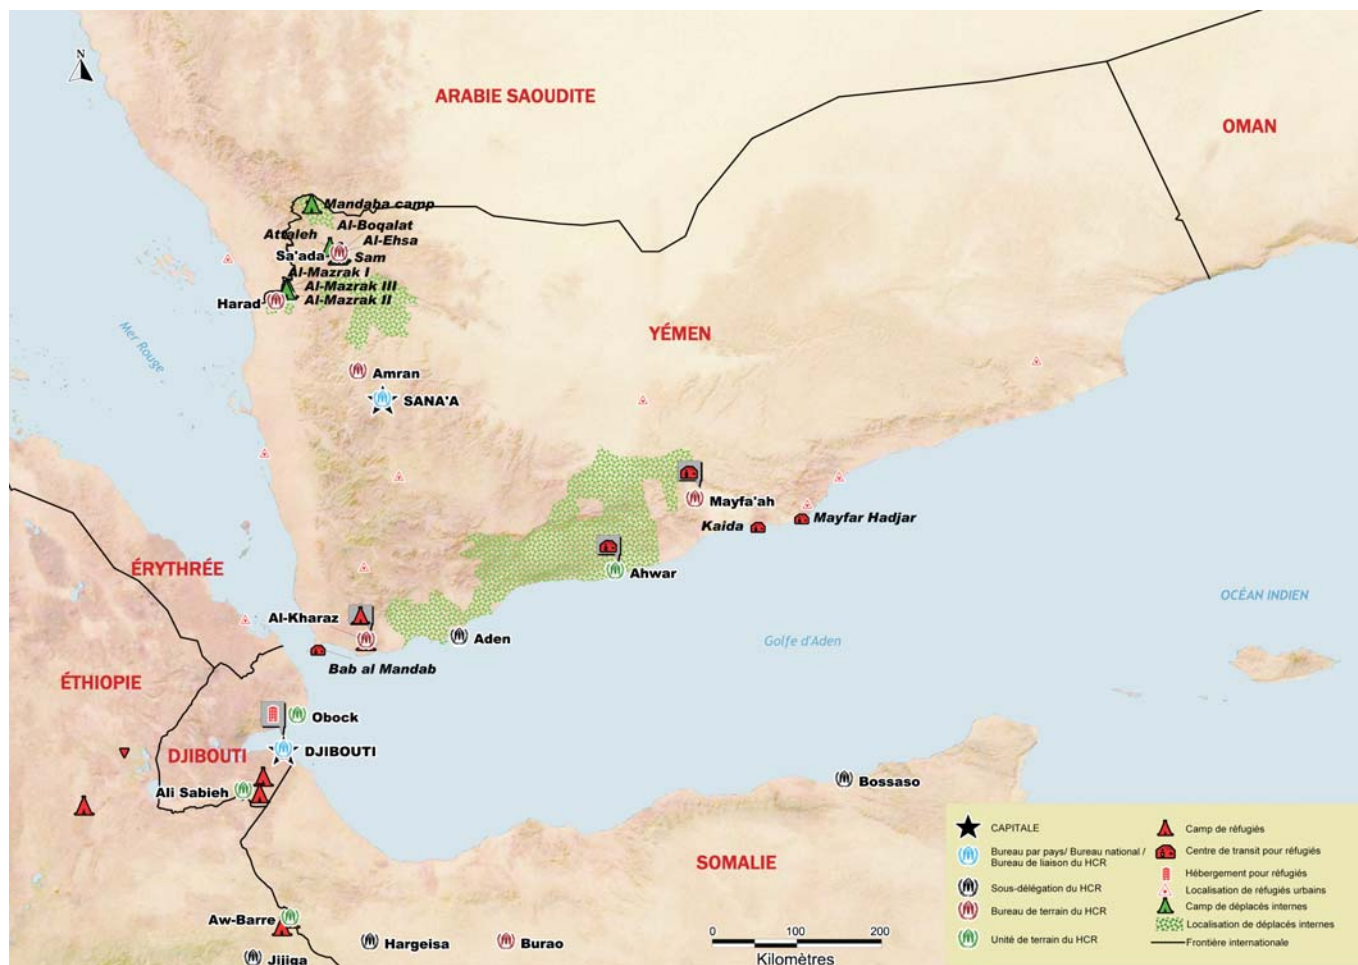 N
ARABIE SAOUDITE
OMAN
Mandaba camp
Al-Boqalat
Attaleh
Al-Ehsa
Sa'ada
Sam
Al-Mazrak I
Al-Mazrak III
Harad
Al-Mazrak II
Mer Rouge
YÉMEN
Amran
SANA'A
Mayfa'ah
Kaida
Mayfar Hadjar
ÉRYTHRÉE
Ahwar
OCÉAN INDIEN
Al-Kharaz
Aden
Golfe d'Aden
Bab al Mandab
ÉTHIOPIE
Obock
DJIBOUTI
DJIBOUTI
Ali Sabieh
Bossaso
SOMALIE
Aw-Barre
Hargeisa
Burao
Jijiga
0 100 200
Kilomètres
CAPITALE
Bureau par pays/ Bureau national /
Bureau de liaison du HCR
Sous-délégation du HCR
Bureau de terrain du HCR
Unité de terrain du HCR
Camp de réfugiés
Centre de transit pour réfugiés
Hébergement pour réfugiés
Localisation de réfugiés urbains
Camp de déplacés internes
Localisation de déplacés internes
Frontière internationale